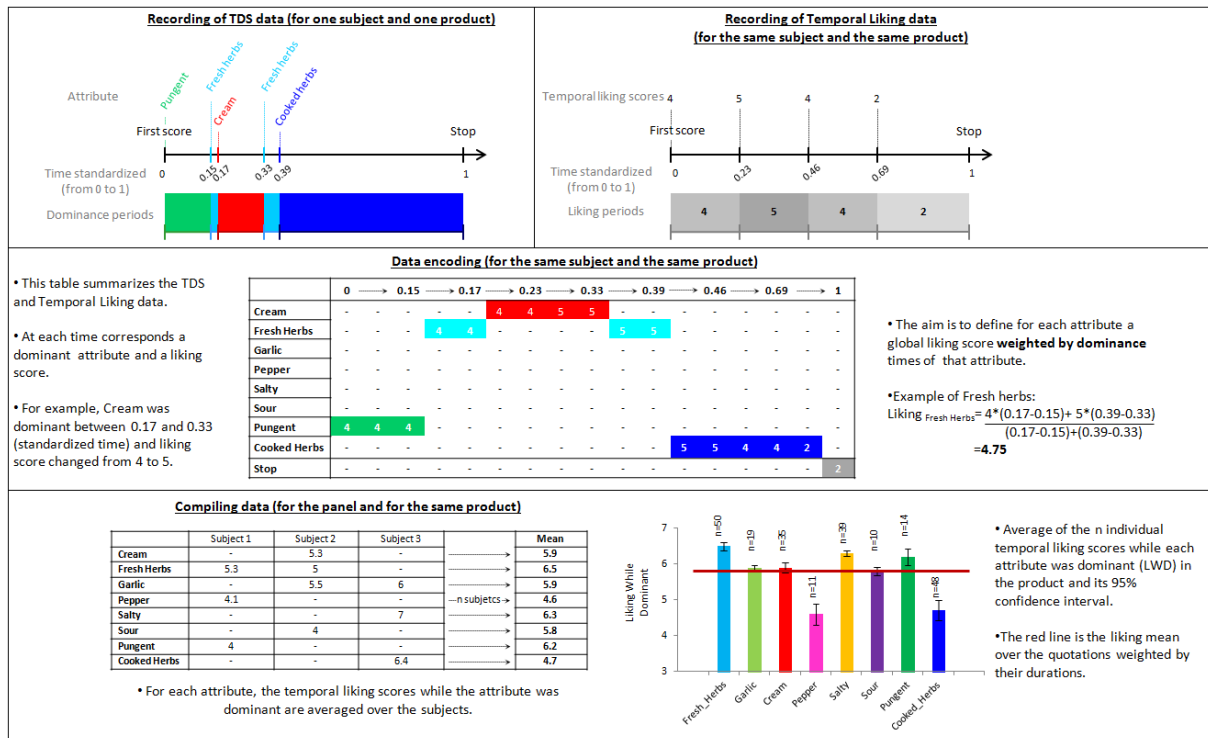 Recording of TDS data (for one subject and one product)
Attribute
Pungent
Fresh herbs
Cream
Fresh herbs
Cooked herbs
First score
Stop
Time standardized
(from 0 to 1)
0
0.15
0.17
0.33
0.39
1
Dominance periods
Recording of Temporal Liking data
(for the same subject and the same product)
Temporal liking scores
4
5
4
2
First score
Stop
Time standardized
(from 0 to 1)
0
0.23
0.46
0.69
1
Liking periods
4
5
4
2
Data encoding (for the same subject and the same product)
• This table summarizes the TDS
and Temporal Liking data.
• At each time corresponds a
dominant attribute and a liking
score.
• For example, Cream was
dominant between 0.17 and 0.33
(standardized time) and liking
score changed from 4 to 5.
0 0.15 0.17 0.23 0.33 0.39 0.46 0.69 1
Cream - - - - - 4 4 5 5 - - - - - - - -
Fresh Herbs - - - 4 4 - - - - 5 5 - - - - - -
Garlic - - - - - - - - - - - - - - - - -
Pepper - - - - - - - - - - - - - - - - -
Salty - - - - - - - - - - - - - - - - -
Sour - - - - - - - - - - - - - - - - -
Pungent 4 4 4 - - - - - - - - - - - - - -
Cooked Herbs - - - - - - - - - - - 5 5 4 4 2 -
Stop - - - - - - - - - - - - - - - - 2
• The aim is to define for each attribute a
global liking score weighted by dominance
times of that attribute.
•Example of Fresh herbs:
Liking Fresh Herbs= 4*(0.17-0.15)+ 5*(0.39-0.33)
(0.17-0.15)+(0.39-0.33)
=4.75
Compiling data (for the panel and for the same product)
Subject 1 Subject 2 Subject 3 Mean
Cream - 5.3 - 5.9
Fresh Herbs 5.3 5 - 6.5
Garlic - 5.5 6 5.9
Pepper 4.1 - - n subjetcs 4.6
Salty - - 7 6.3
Sour - 4 - 5.8
Pungent 4 - - 6.2
Cooked Herbs - - 6.4 4.7
• For each attribute, the temporal liking scores while the attribute was
dominant are averaged over the subjects.
Liking While
Dominant
7
6
5
4
3
n=50
n=19
n=35
n=11
n=39
n=10
n=14
n=48
Fresh_Herbs
Garlic
Cream
Pepper
Salty
Sour
Pungent
Cooked_Herbs
• Average of the n individual
temporal liking scores while each
attribute was dominant (LWD) in
the product and its 95%
confidence interval.
•The red line is the liking mean
over the quotations weighted by
their durations.